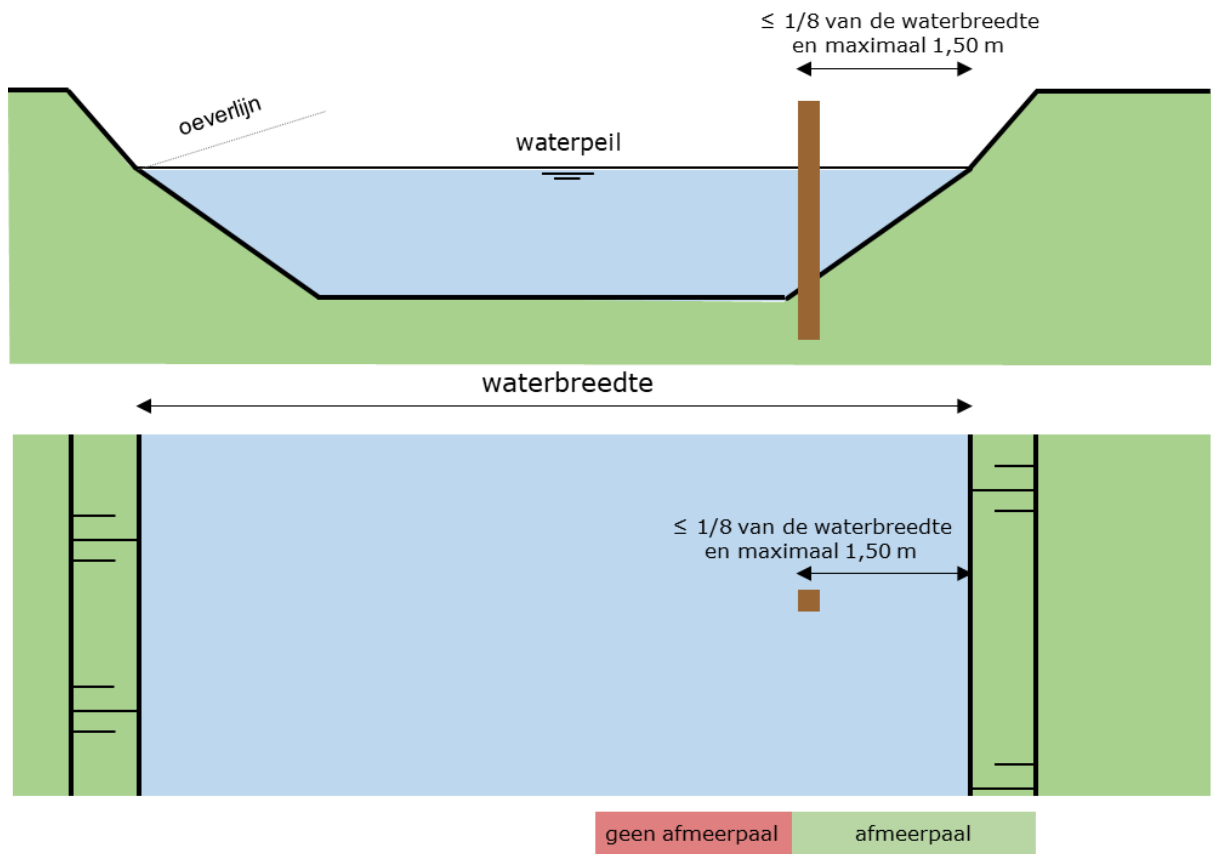 ≤ 1/8 van de waterbreedte
en maximaal 1,50 m
oeverlijn
waterpeil
waterbreedte
≤ 1/8 van de waterbreedte
en maximaal 1,50 m
geen afmeerpaal
afmeerpaal